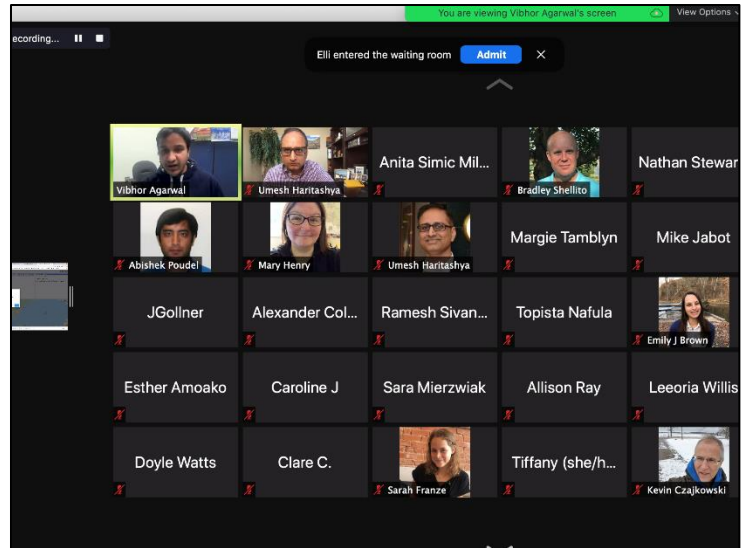 You are viewing Vibhor Agarwal's screen
View Options
ecording...
Elli entered the waiting room
Admit
Vibhor Agarwal
Umesh Haritashya
Anita Simic Mil...
Bradley Shellito
Nathan Stewar
Abishek Poudel
Mary Henry
Umesh Haritashya
Margie Tamblyn
Mike Jabot
JGollner
Alexander Col...
Ramesh Sivan...
Topista Nafula
Emily J Brown
Esther Amoako
Caroline J
Sara Mierzwiak
Allison Ray
Leeoria Willis
Doyle Watts
Clare C.
Sarah Franze
Tiffany (she/h...
Kevin Czajkowski